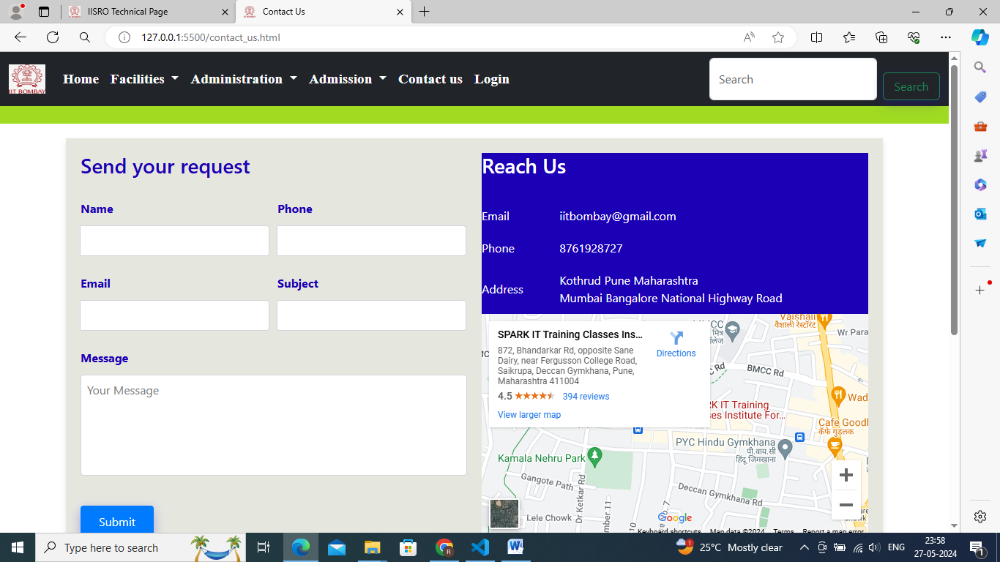 IISRO Technical Page
Contact Us
127.0.0.1:5500/contact_us.html
IIT BOMBAY
Home Facilities Administration Admission Contact us Login
Search
Search
Send your request
Name Phone
Email Subject
Message
Your Message
Submit
Reach Us
Email iitbombay@gmail.com
Phone 8761928727
Address Kothrud Pune Maharashtra
Mumbai Bangalore National Highway Road
SPARK IT Training Classes Ins...
872, Bhandarkar Rd, opposite Sane
Dairy, near Fergusson College Road,
Saikrupa, Deccan Gymkhana, Pune,
Maharashtra 411004
4.5 394 reviews
View larger map
Directions
Vaishali
वैशाली रेस्टॉरंट
Wr Para
BMCC Rd
RK IT Training
ses Institute For...
Wad
Cafe Goodl
कॅफे गुडलक
PYC Hindu Gymkhana
पी.वाय.सी
हिंदू जिमखाना
Kamala Nehru Park
Gangote Path
Dr Ketkar Rd
Deccan Gymkhana Rd
Lele Chowk
Google
Keyboard shortcuts Map data ©2024 Terms Report a map error
Type here to search
1
25°C Mostly clear
ENG
23:58
27-05-2024
1